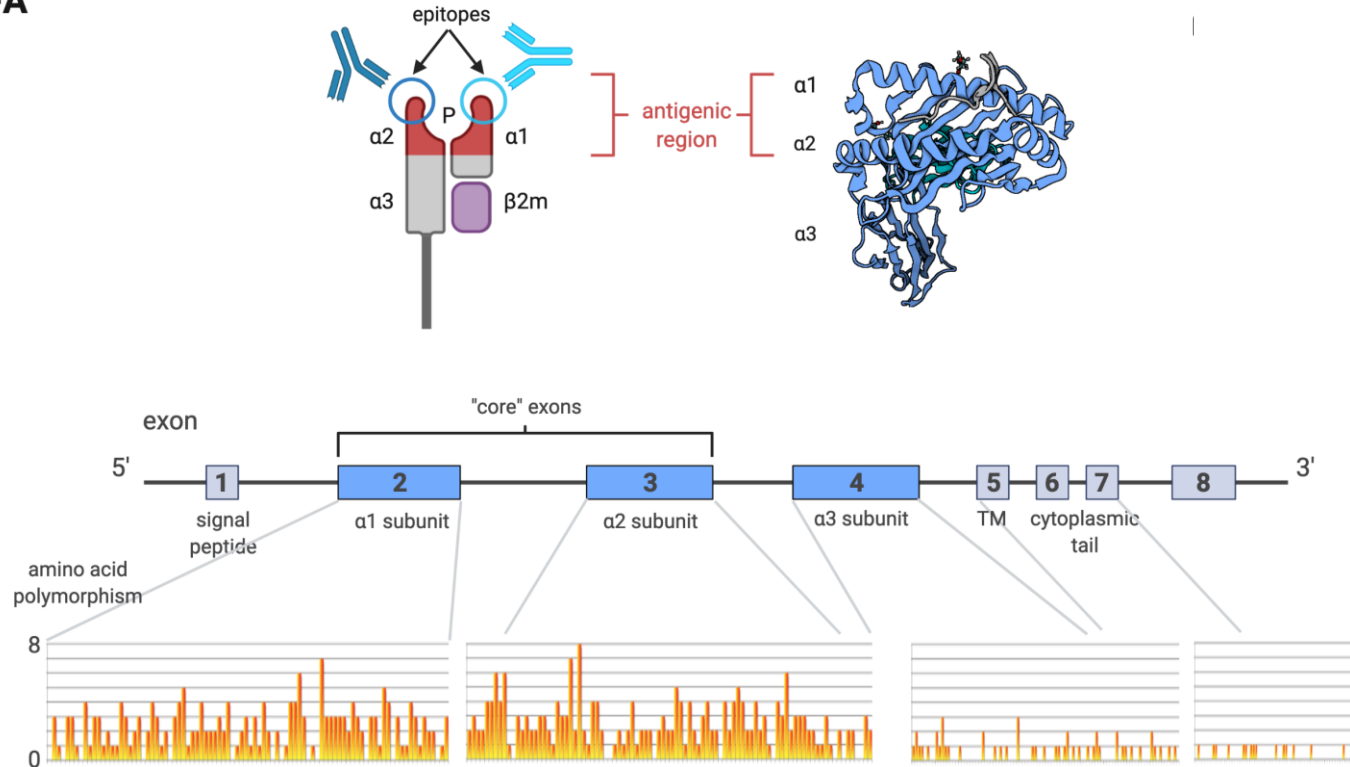 A
epitopes
P
α2
α1
α3
β2m
antigenic
region
α1
α2
α3
"core" exons
exon
5'
1
2
3
4
5
6
7
8
3'
signal
peptide
α1 subunit
α2 subunit
α3 subunit
TM
cytoplasmic
tail
amino acid
polymorphism
8
0